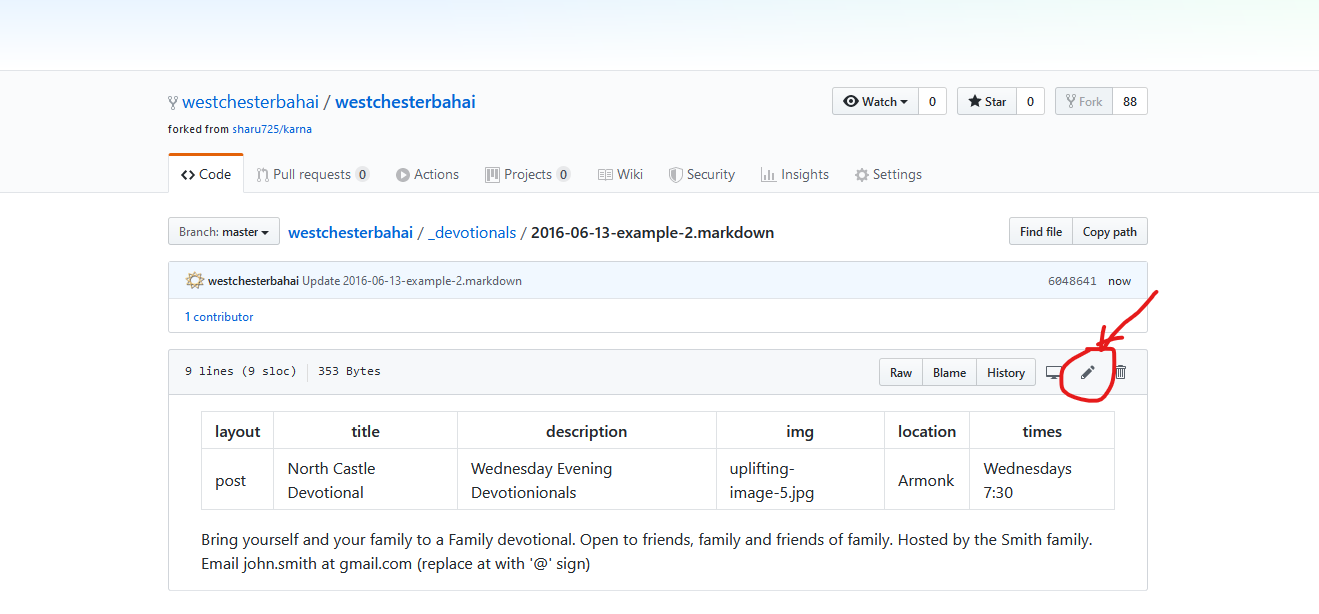 westchesterbahai / westchesterbahai
Watch 0 Star 0 Fork 88
forked from sharu725/karna
Code Pull requests 0 Actions Projects 0 Wiki Security Insights Settings
Branch: master westchesterbahai / _devotionals / 2016-06-13-example-2.markdown Find file Copy path
westchesterbahai Update 2016-06-13-example-2.markdown 6048641 now
1 contributor
9 lines (9 sloc) 353 Bytes Raw Blame History
layout title description img location times
post North Castle Devotional Wednesday Evening Devotionionals uplifting-image-5.jpg Armonk Wednesdays 7:30
Bring yourself and your family to a Family devotional. Open to friends, family and friends of family. Hosted by the Smith family.
Email john.smith at gmail.com (replace at with '@' sign)